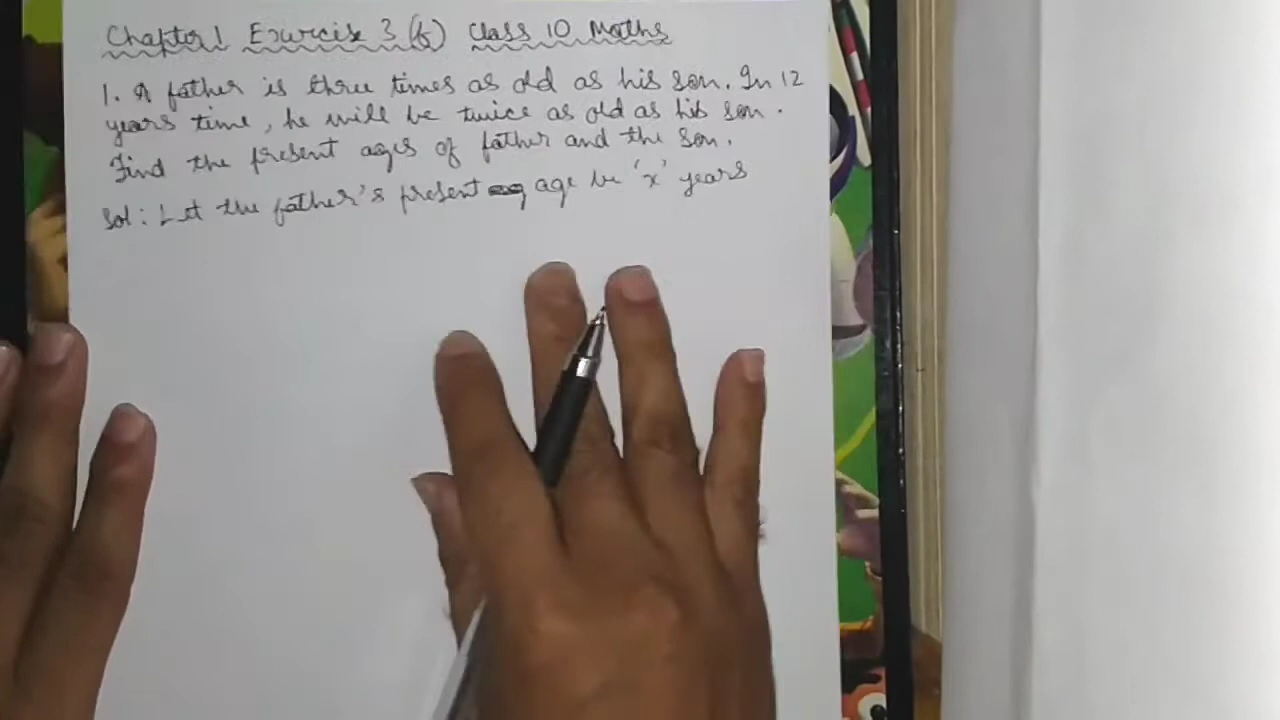 Chapter 1 Exercise 3 (b) Class 10 Maths
1. A father is three times as old as his son. In 12
years time, he will be twice as old as his son.
Find the present ages of father and the son.
Sol: Let the father's present age be 'x' years